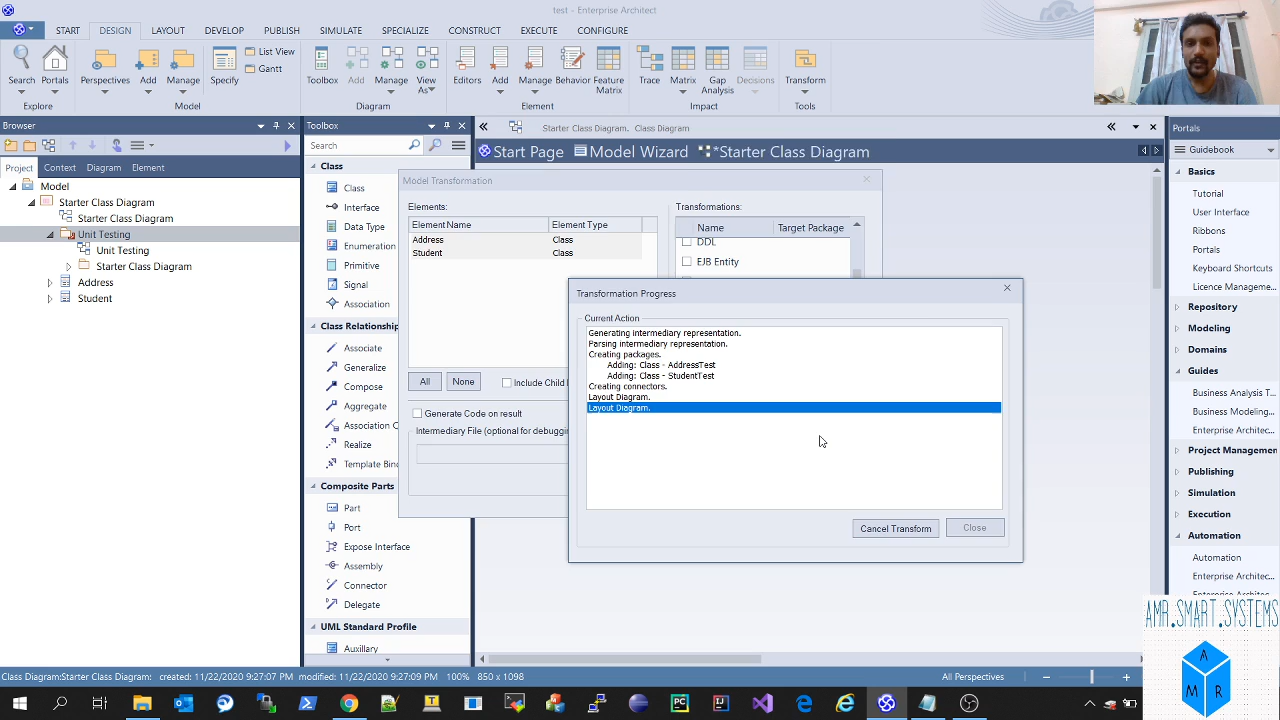 test - Enterprise Architect
START DESIGN LAYOUT DEVELOP PUBLISH SIMULATE SPECIALIZE EXECUTE CONFIGURE
Search Portals Perspectives Add Manage Specify List View Gantt Toolbox Add Manage View As Editors Add Manage Behavior Feature Matrix Trace Matrix Gap Analysis Decisions Transform
Explore Model Diagram Element Impact Tools
Browser
Project Context Diagram Element
Model
Starter Class Diagram
Starter Class Diagram
Unit Testing
Unit Testing
Starter Class Diagram
Address
Student
Toolbox
Search
Class
Class
Interface
Data Type
Enumeration
Primitive
Signal
Association
Class Relationship
Associate
Generalize
Compose
Aggregate
Association C
Realize
Template Bind
Composite Parts
Part
Port
Expose Interface
Assembly
Connector
Delegate
UML Standard Profile
Auxillary
Starter Class Diagram. Class Diagram
Start Page Model Wizard *Starter Class Diagram
Model Transformation
Elements:
Element Name Element Type
Address Class
Student Class
All None Include Child
Generate Code on result
Intermediary File (optional for debuggin
Transformations:
Name Target Package
DDL
EJB Entity
Transformation Progress
Current Action
Generating intermediary representation.
Parsing intermediary representation.
Creating packages.
Adding: Class - AddressTest
Adding: Class - StudentTest
Creating connectors.
Layout Diagram.
Layout Diagram.
Cancel Transform Close
Portals
Guidebook
Basics
Tutorial
User Interface
Ribbons
Portals
Keyboard Shortcuts
Licence Manageme...
Repository
Modeling
Domains
Guides
Business Analysis T...
Business Modeling...
Enterprise Architec...
Project Managemen
Publishing
Simulation
Execution
Automation
Automation
Enterprise Architec...
AMR.SMART.SYSTEMS
A
M R
Class Diagram:Starter Class Diagram: created: 11/22/2020 9:27:07 PM modified: 11/22/2020 9:27:09 PM 100% 850 x 1098
All Perspectives